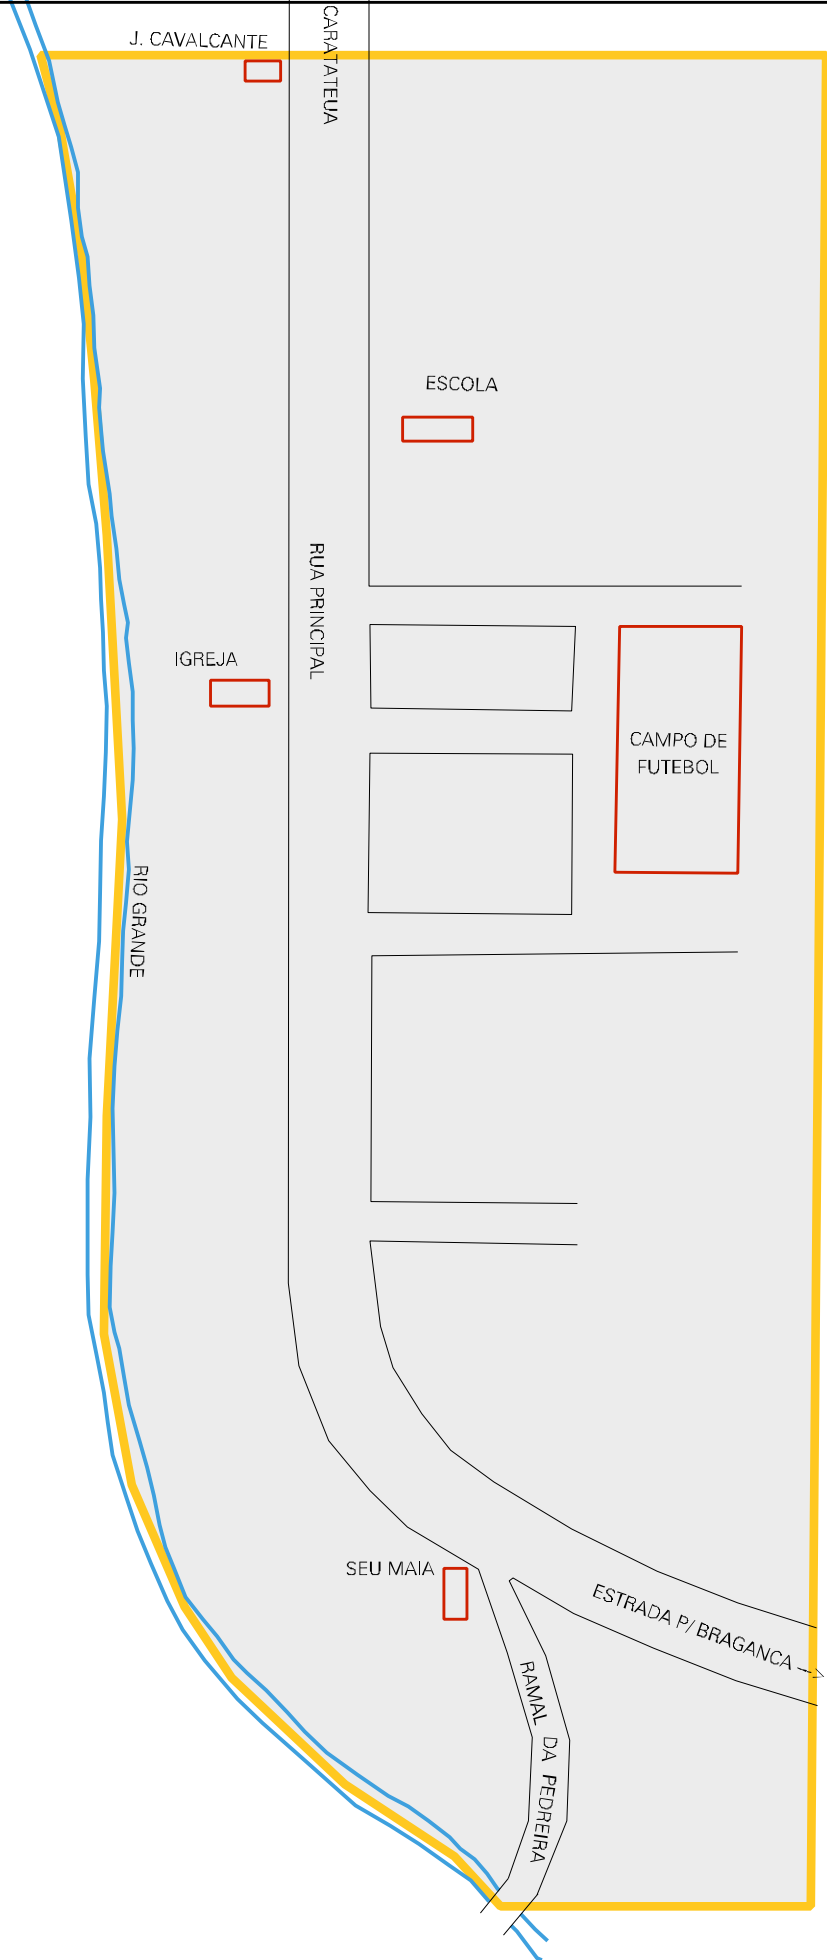 J. CAVALCANTE
CARATATEUA
ESCOLA
RUA PRINCIPAL
IGREJA
CAMPO DE
FUTEBOL
RIO GRANDE
SEU MAIA
ESTRADA P/ BRAGANCA -->
RAMAL DA PEDREIRA